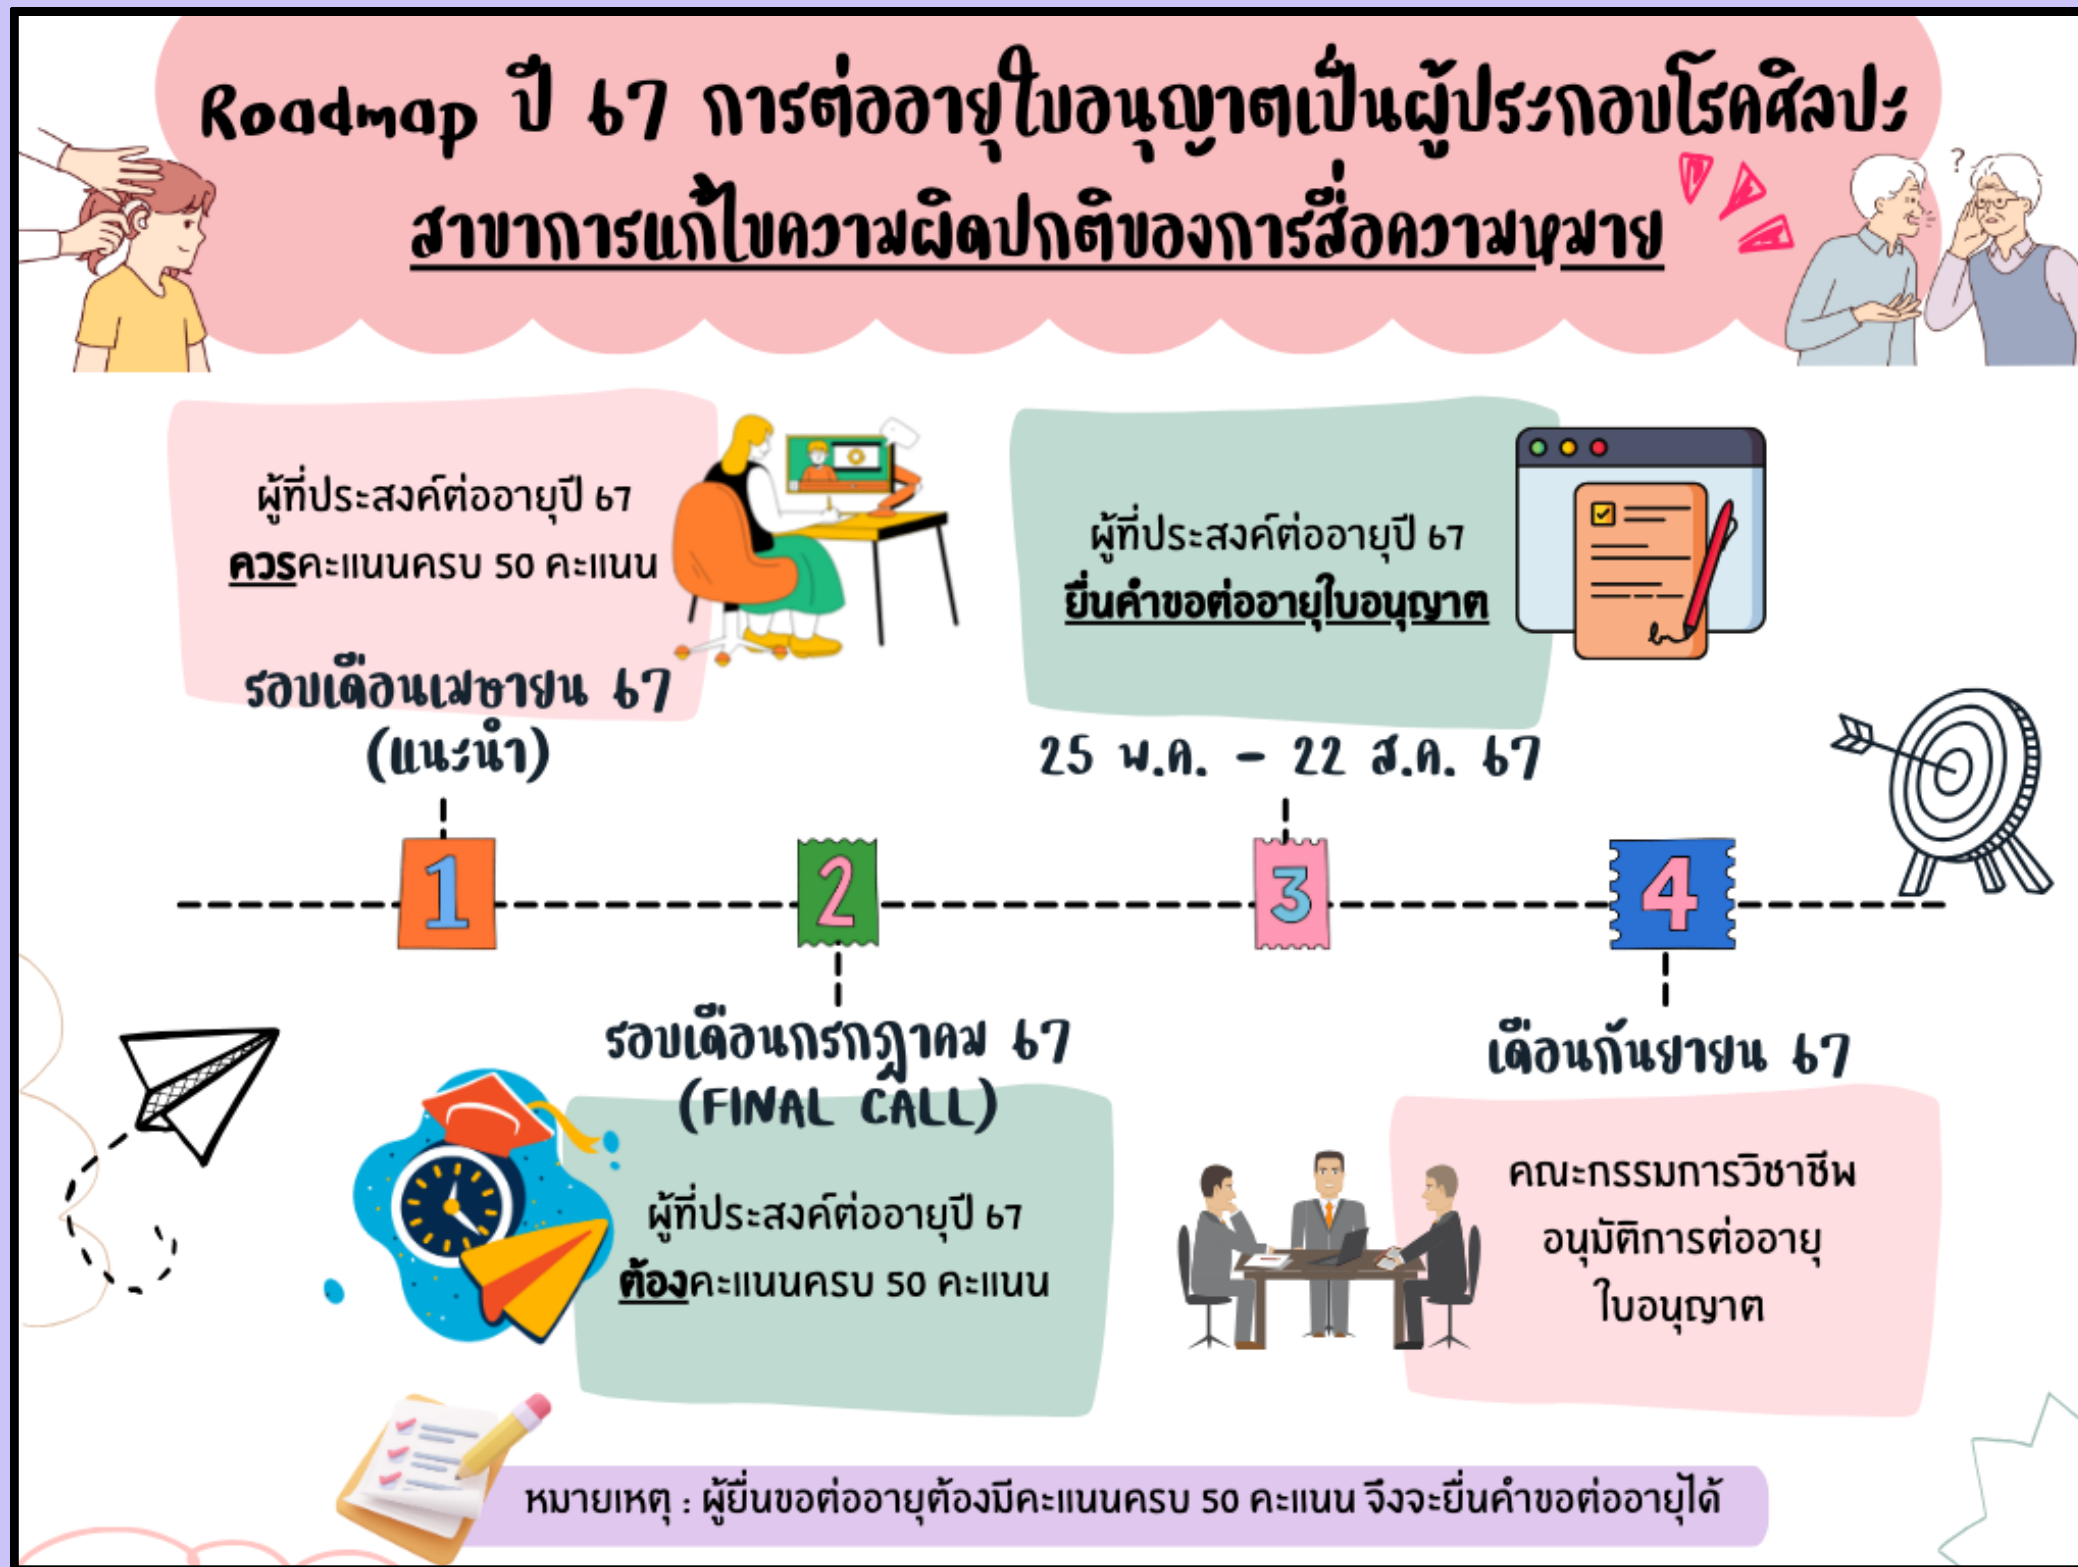 Roadmap ปี 67 การต่ออายุใบอนุญาตเป็นผู้ประกอบโรคศิลปะ
สาขาการแก้ไขความผิดปกติของการสื่อความหมาย
?
ผู้ที่ประสงค์ต่ออายุปี 67
ควรคะแนนครบ 50 คะแนน
รอบเดือนเมษายน 67
(แนะนำ)
ผู้ที่ประสงค์ต่ออายุปี 67
ยื่นคำขอต่ออายุใบอนุญาต
25 พ.ค. - 22 ส.ค. 67
1
2
3
4
รอบเดือนกรกฎาคม 67
(FINAL CALL)
ผู้ที่ประสงค์ต่ออายุปี 67
ต้องคะแนนครบ 50 คะแนน
เดือนกันยายน 67
คณะกรรมการวิชาชีพ
อนุมัติการต่ออายุ
ใบอนุญาต
หมายเหตุ : ผู้ยื่นขอต่ออายุต้องมีคะแนนครบ 50 คะแนน จึงจะยื่นคำขอต่ออายุได้